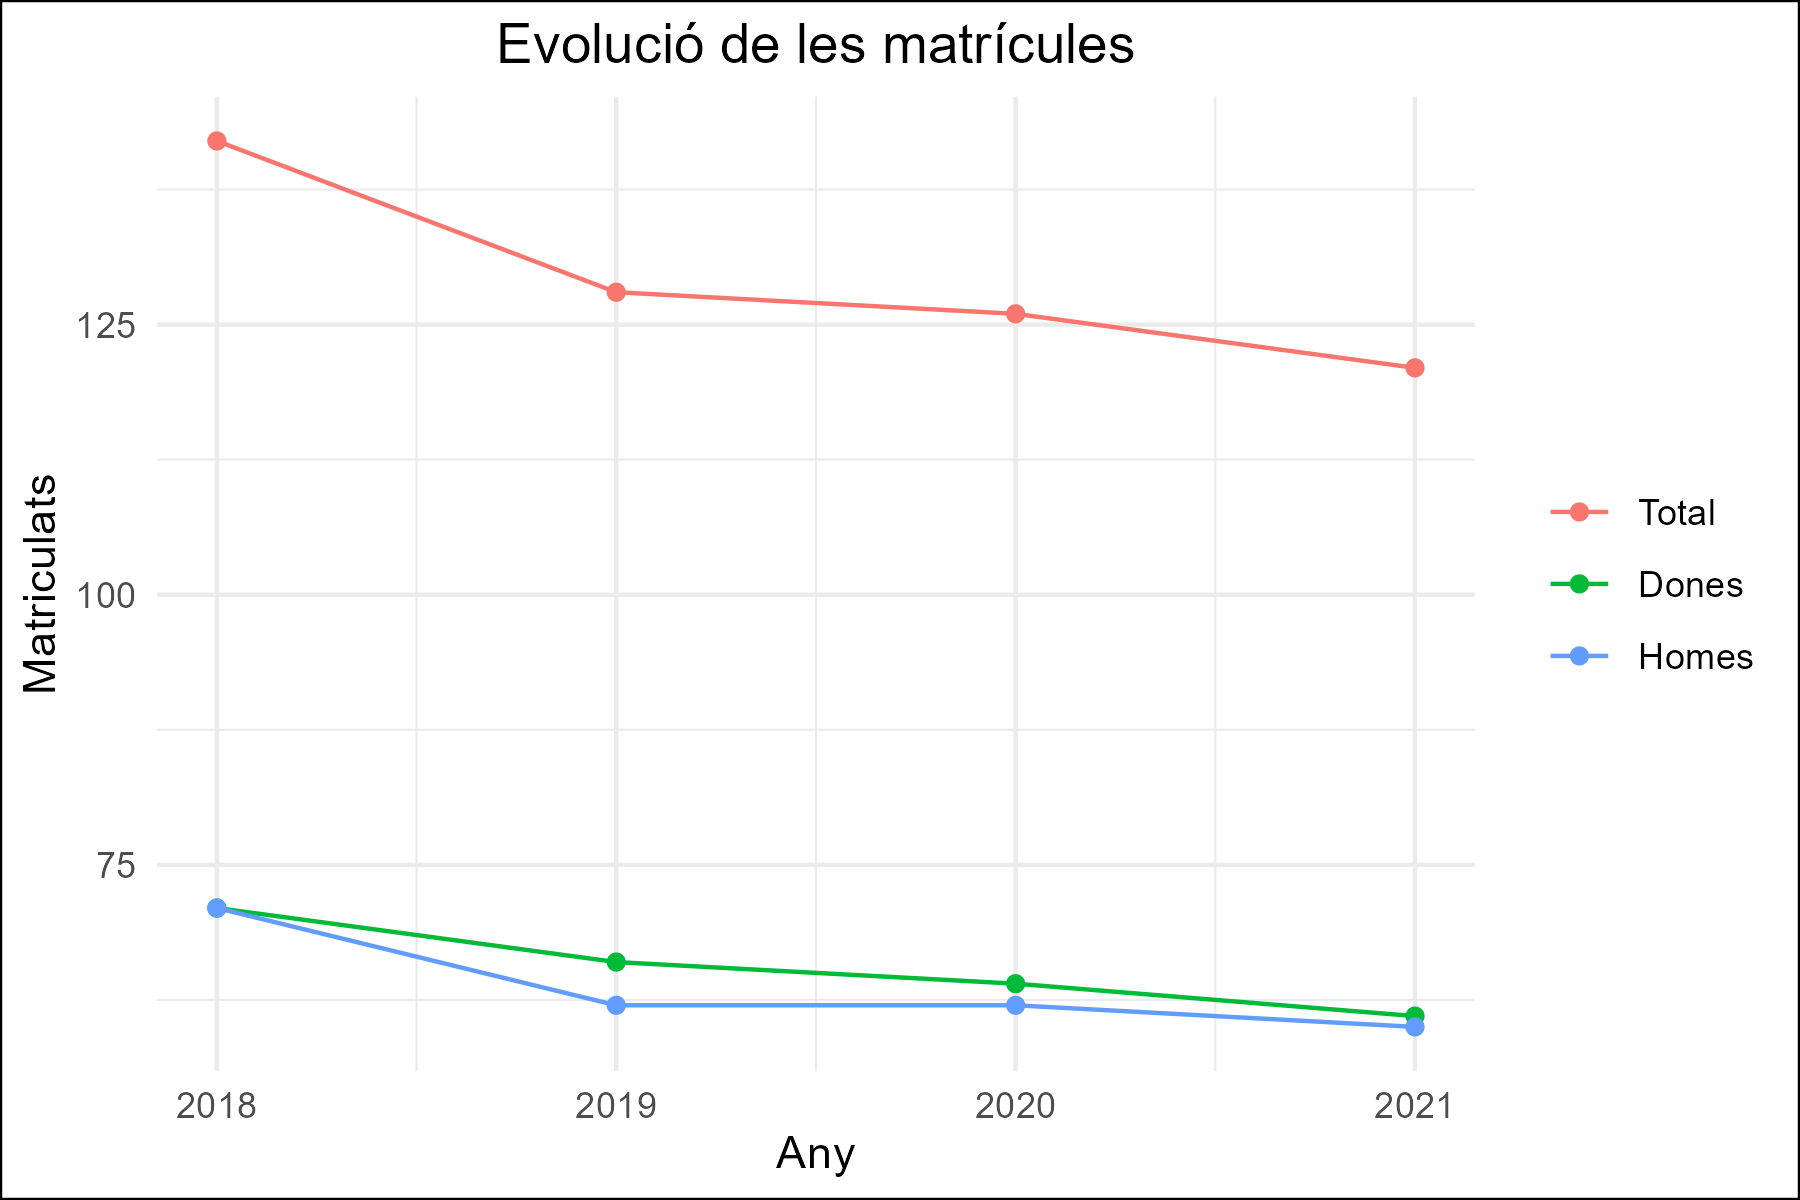 Evolució de les matrícules
125
100
75
Matriculats
2018 2019 2020 2021
Any
Total
Dones
Homes